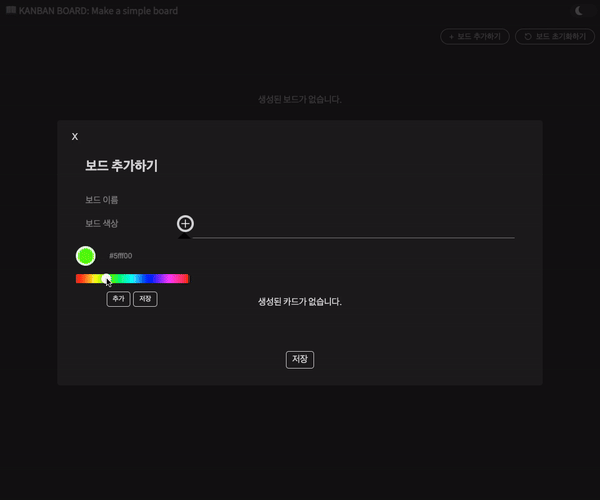 KANBAN BOARD: Make a simple board
+ 보드 추가하기
보드 초기화하기
생성된 보드가 없습니다.
X
보드 추가하기
보드 이름
보드 색상
#5fff00
추가
저장
생성된 카드가 없습니다.
저장